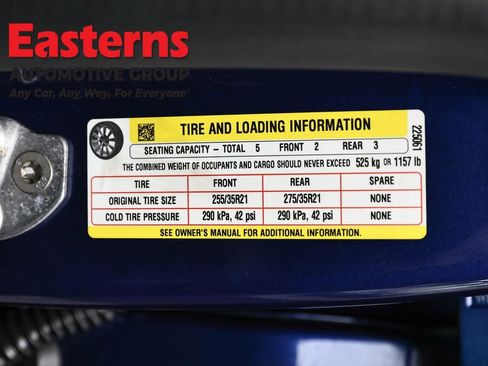 Easterns
AUTOMOTIVE GROUP
Any Car, Any Way, For Everyone®
TIRE AND LOADING INFORMATION
SEATING CAPACITY - TOTAL 5 FRONT 2 REAR 3
THE COMBINED WEIGHT OF OCCUPANTS AND CARGO SHOULD NEVER EXCEED 525 kg OR 1157 lb
TIRE FRONT REAR SPARE
ORIGINAL TIRE SIZE 255/35R21 275/35R21 NONE
COLD TIRE PRESSURE 290 kPa, 42 psi 290 kPa, 42 psi NONE
SEE OWNER'S MANUAL FOR ADDITIONAL INFORMATION.
225061